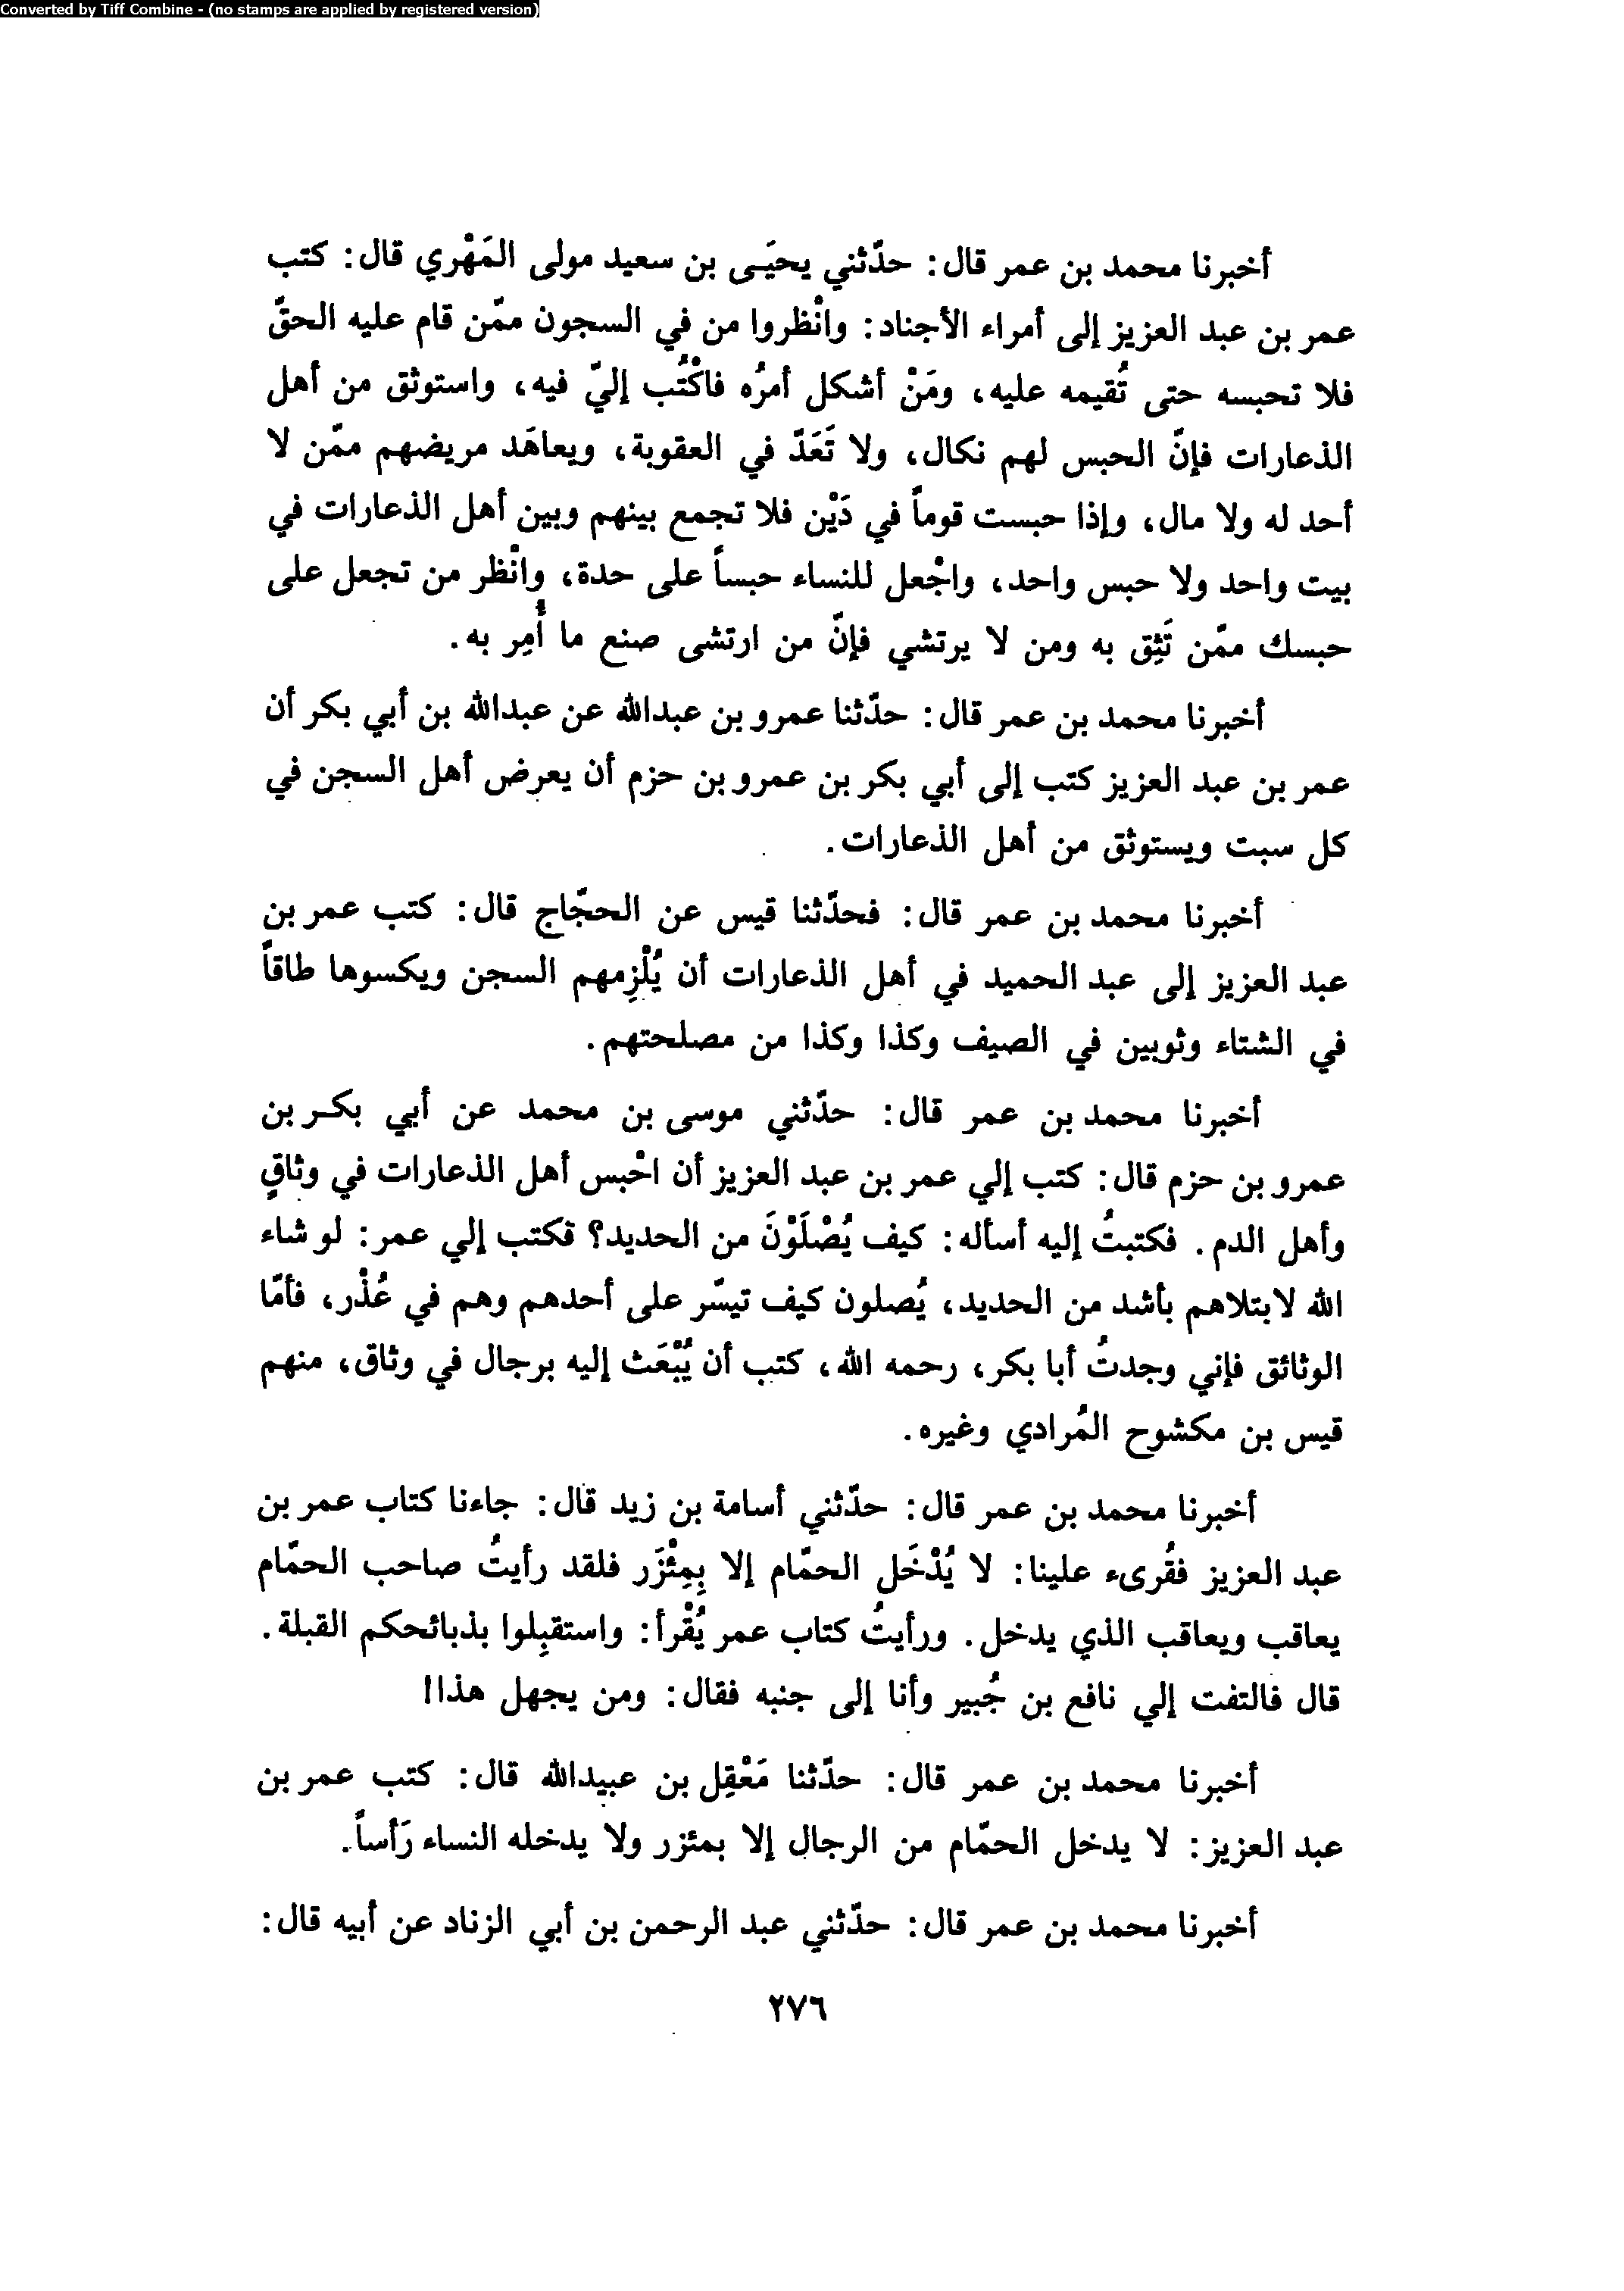 Converted by Tiff Combine - (no stamps are applied by registered version)
أخبرنا محمد بن عمر قال: حدّثني يحيَـى بن سعيد مولى المَهْري قال: كتب
عمر بن عبد العزيز إلى أمراء الأجناد: وانْظروا من في السجون ممّن قام عليه الحقّ
فلا تحبسه حتى تُقيمه عليه، ومَنْ أشكل أمرُه فاكْتُب إليّ فيه، واستوثق من أهل
الذعارات فإنّ الحبس لهم نكال، ولا تَعَدَّ في العقوبة، ويعاهَد مريضهم ممّن لا
أحد له ولا مال، وإذا حبست قوماً في دَيْن فلا تجمع بينهم وبين أهل الذعارات في
بيت واحد ولا حبس واحد، واجْعل للنساء حبساً على حدة، وانْظر من تجعل على
حبسك ممّن تَثِق به ومن لا يرتشي فإنّ من ارتشى صنع ما أُمِر به.
أخبرنا محمد بن عمر قال: حدّثنا عمرو بن عبدالله عن عبدالله بن أبي بكر أن
عمر بن عبد العزيز كتب إلى أبي بكر بن عمرو بن حزم أن يعرض أهل السجن في
كل سبت ويستوثق من أهل الذعارات.
أخبرنا محمد بن عمر قال: فحدّثنا قيس عن الحجّاج قال: كتب عمر بن
عبد العزيز إلى عبد الحميد في أهل الذعارات أن يُلْزِمهم السجن ويكسوها طاقاً
في الشتاء وثوبين في الصيف وكذا وكذا من مصلحتهم.
أخبرنا محمد بن عمر قال: حدّثني موسى بن محمد عن أبي بكـر بن
عمرو بن حزم قال: كتب إلي عمر بن عبد العزيز أن احْبس أهل الذعارات في وثاقٍ
وأهل الدم. فكتبتُ إليه أسأله: كيف يُصْلَوْنَ من الحديد؟ فكتب إلي عمر: لو شاء
الله لابتلاهم بأشد من الحديد، يُصلون كيف تيسّر على أحدهم وهم في عُذْر، فأمّا
الوثائق فإني وجدتُ أبا بكر، رحمه الله، كتب أن يُبْعَث إليه برجال في وثاق، منهم
قيس بن مكشوح المُرادي وغيره.
أخبرنا محمد بن عمر قال: حدّثني أسامة بن زيد قال: جاءنا كتاب عمر بن
عبد العزيز فقُرىء علينا: لا يُدْخَل الحمّام إلا بِمِئْزَر فلقد رأيتُ صاحب الحمّام
يعاقب ويعاقب الذي يدخل. ورأيتُ كتاب عمر يُقْرأ: واستقبِلوا بذبائحكم القبلة.
قال فالتفت إلي نافع بن جُبير وأنا إلى جنبه فقال: ومن يجهل هذا!
أخبرنا محمد بن عمر قال: حدّثنا مَعْقِل بن عبيدالله قال: كتب عمر بن
عبد العزيز: لا يدخل الحمّام من الرجال إلا بمئزر ولا يدخله النساء رَأساً.
أخبرنا محمد بن عمر قال: حدّثني عبد الرحمن بن أبي الزناد عن أبيه قال:
٢٧٦